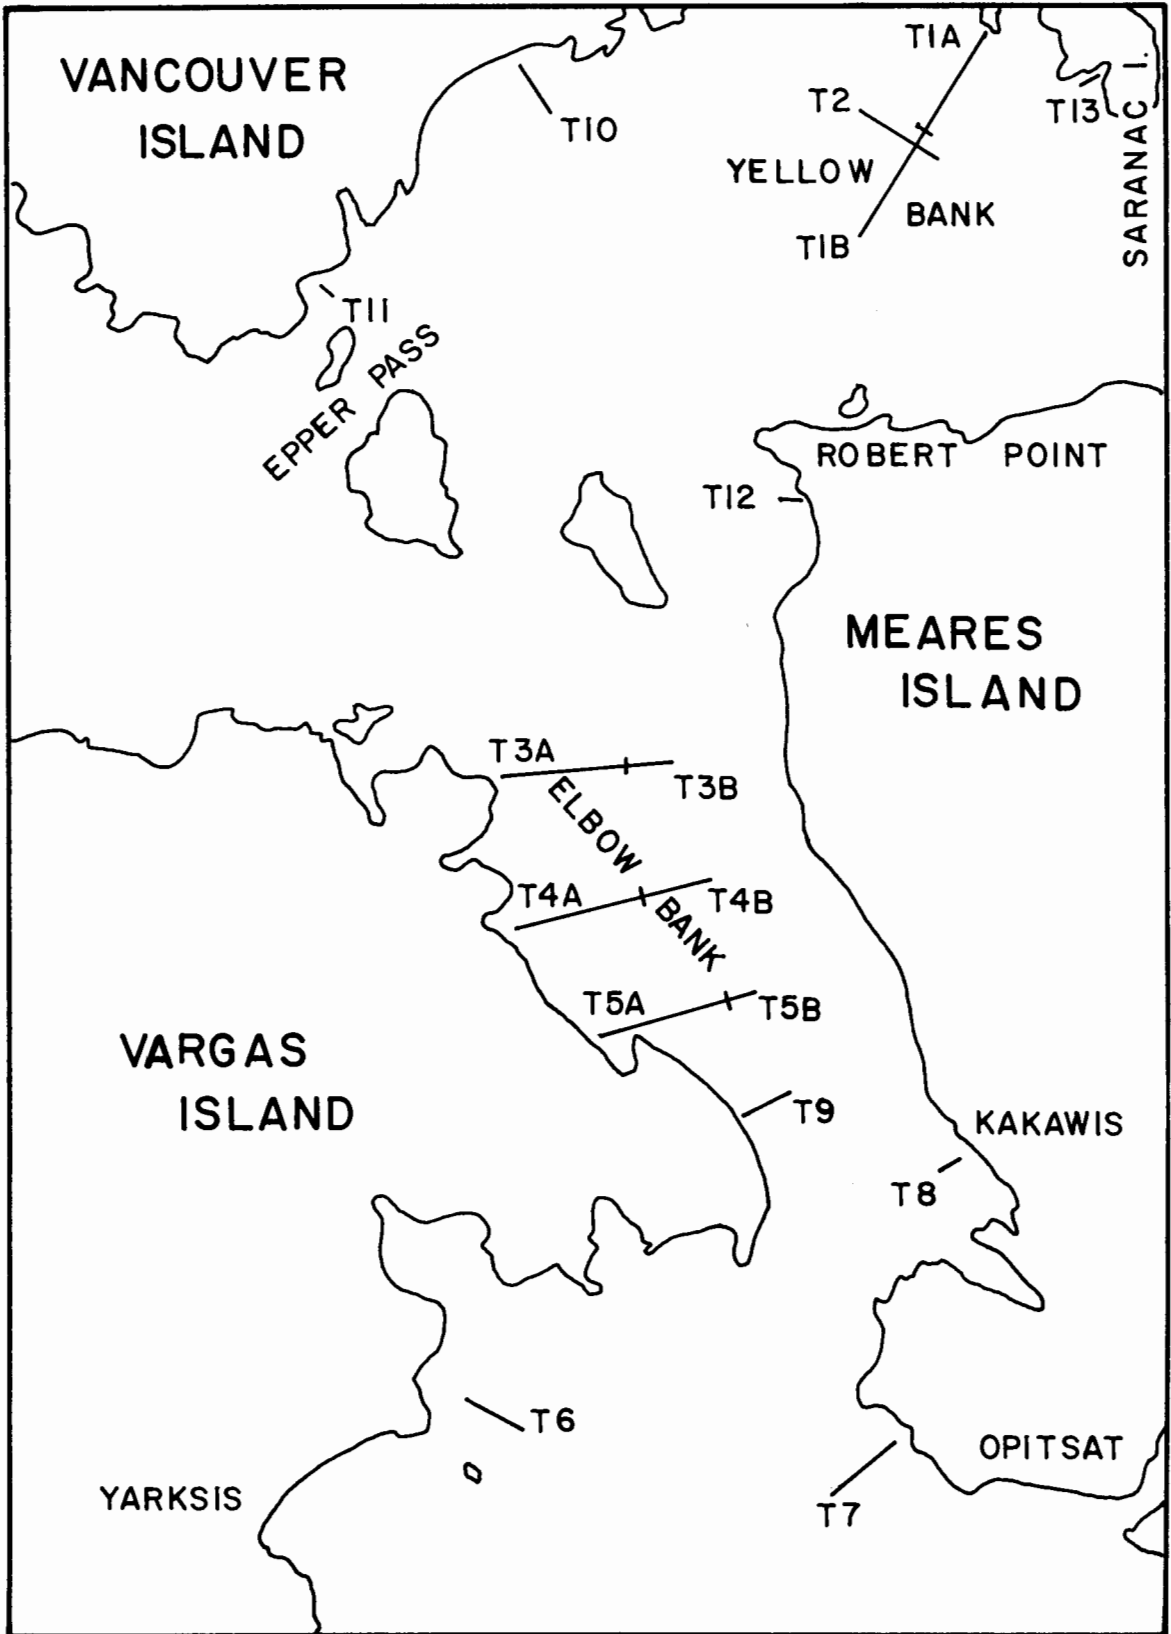 VANCOUVER
ISLAND
T10
T1A
T2
T13
SARANAC I.
YELLOW
BANK
T1B
T11
EPPER PASS
ROBERT POINT
T12
MEARES
ISLAND
T3A
T3B
ELBOW
BANK
T4A
T4B
T5A
T5B
VARGAS
ISLAND
T9
KAKAWIS
T8
T6
OPITSAT
YARKSIS
T7